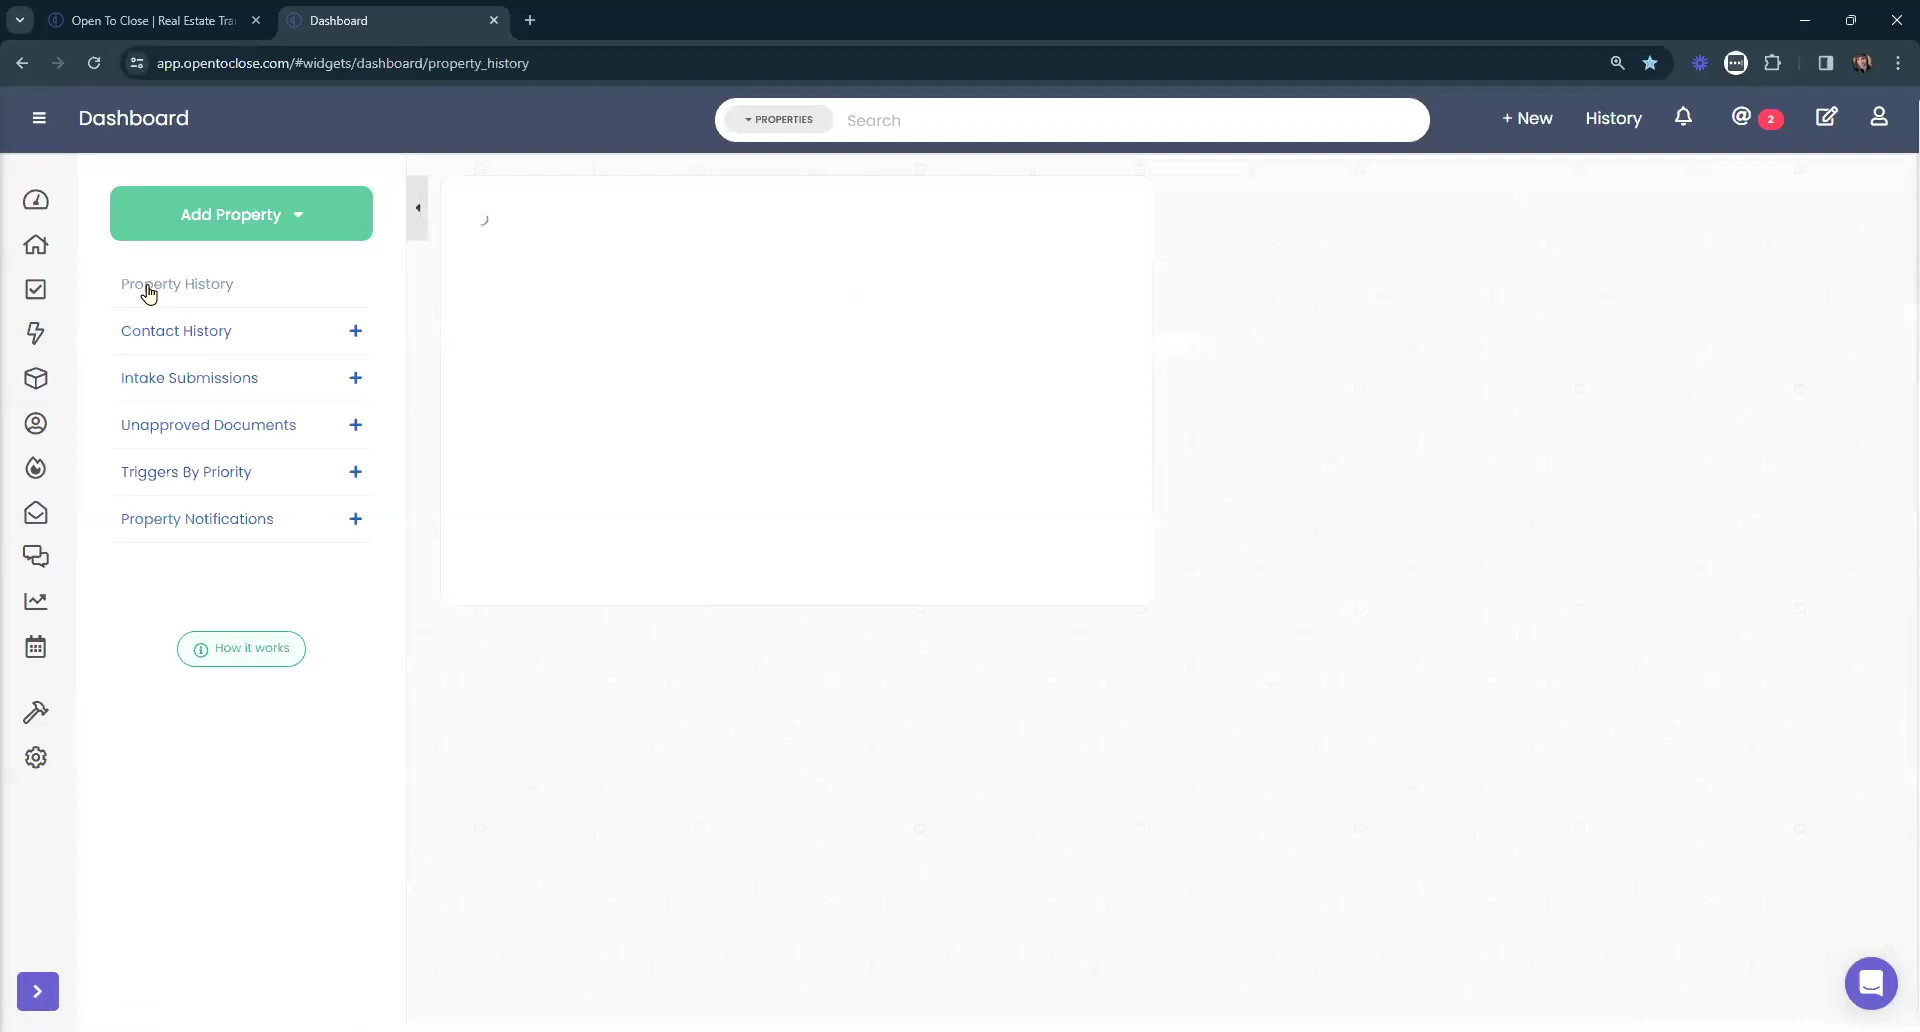 Open To Close | Real Estate Tra
Dashboard
app.opentoclose.com/#widgets/dashboard/property_history
Dashboard
PROPERTIES
Search
+ New
History
@ 2
Add Property
Property History
Contact History
Intake Submissions
Unapproved Documents
Triggers By Priority
Property Notifications
How it works